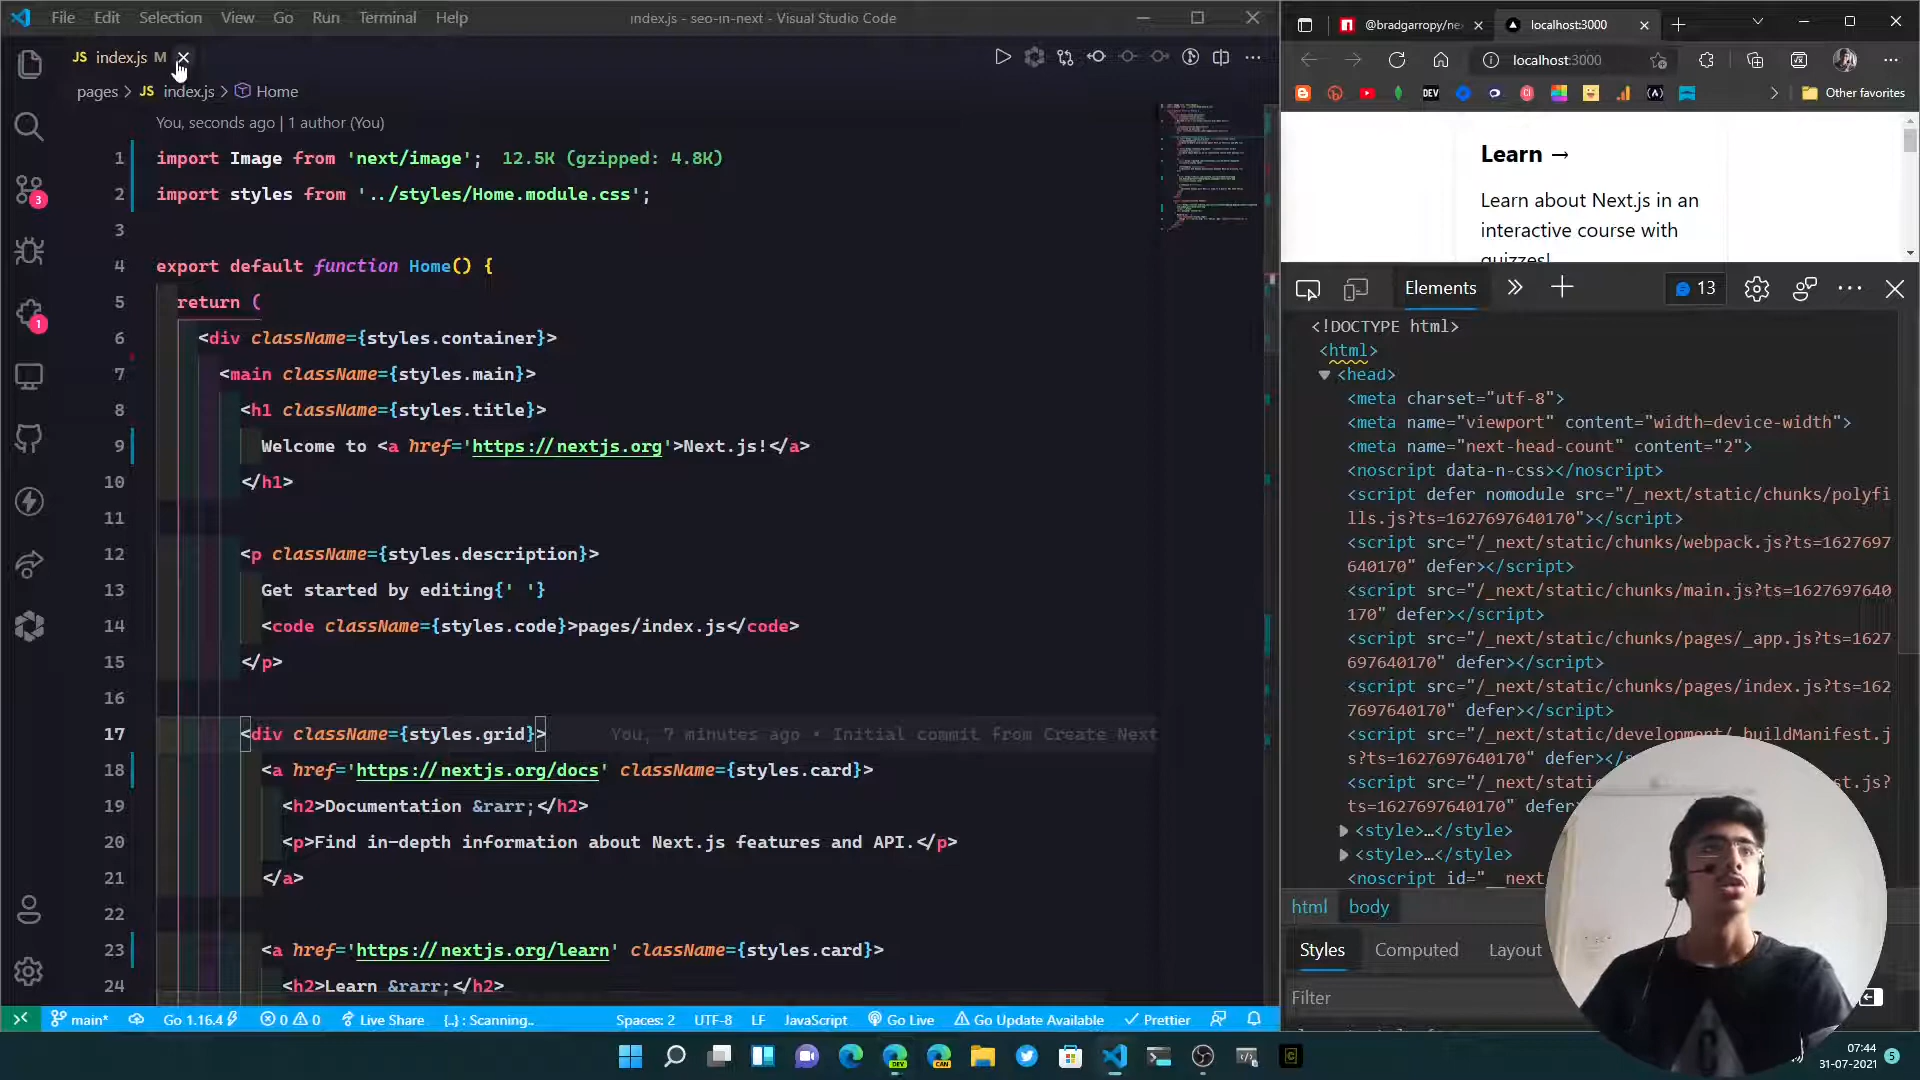 File Edit Selection View Go Run Terminal Help
index.js - seo-in-next - Visual Studio Code
JS index.js M
pages > JS index.js > Home
You, seconds ago | 1 author (You)
1 import Image from 'next/image'; 12.5K (gzipped: 4.8K)
2 import styles from '../styles/Home.module.css';
3
4 export default function Home() {
5 return (
6 <div className={styles.container}>
7 <main className={styles.main}>
8 <h1 className={styles.title}>
9 Welcome to <a href='https://nextjs.org'>Next.js!</a>
10 </h1>
11
12 <p className={styles.description}>
13 Get started by editing{' '}
14 <code className={styles.code}>pages/index.js</code>
15 </p>
16
17 <div className={styles.grid}> You, 7 minutes ago • Initial commit from Create Next
18 <a href='https://nextjs.org/docs' className={styles.card}>
19 <h2>Documentation &rarr;</h2>
20 <p>Find in-depth information about Next.js features and API.</p>
21 </a>
22
23 <a href='https://nextjs.org/learn' className={styles.card}>
24 <h2>Learn &rarr;</h2>
3
1
main* Go 1.16.4 0 0 Live Share {..} : Scanning.. Spaces: 2 UTF-8 LF JavaScript Go Live Go Update Available Prettier
@bradgarropy/ne
localhost:3000
localhost:3000
DEV
Other favorites
Learn →
Learn about Next.js in an
interactive course with
quizzes!
Elements 13
<!DOCTYPE html>
<html>
<head>
<meta charset="utf-8">
<meta name="viewport" content="width=device-width">
<meta name="next-head-count" content="2">
<noscript data-n-css></noscript>
<script defer nomodule src="/_next/static/chunks/polyfi
lls.js?ts=1627697640170"></script>
<script src="/_next/static/chunks/webpack.js?ts=1627697
640170" defer></script>
<script src="/_next/static/chunks/main.js?ts=1627697640
170" defer></script>
<script src="/_next/static/chunks/pages/_app.js?ts=1627
697640170" defer></script>
<script src="/_next/static/chunks/pages/index.js?ts=162
7697640170" defer></script>
<script src="/_next/static/development/_buildManifest.j
s?ts=1627697640170" defer></s
<script src="/_next/stati st.js?
ts=1627697640170" defer>
<style>…</style>
<style>…</style>
<noscript id="__next
html body
Styles Computed Layout
Filter
DEV
CAN
07:44
31-07-2021
5